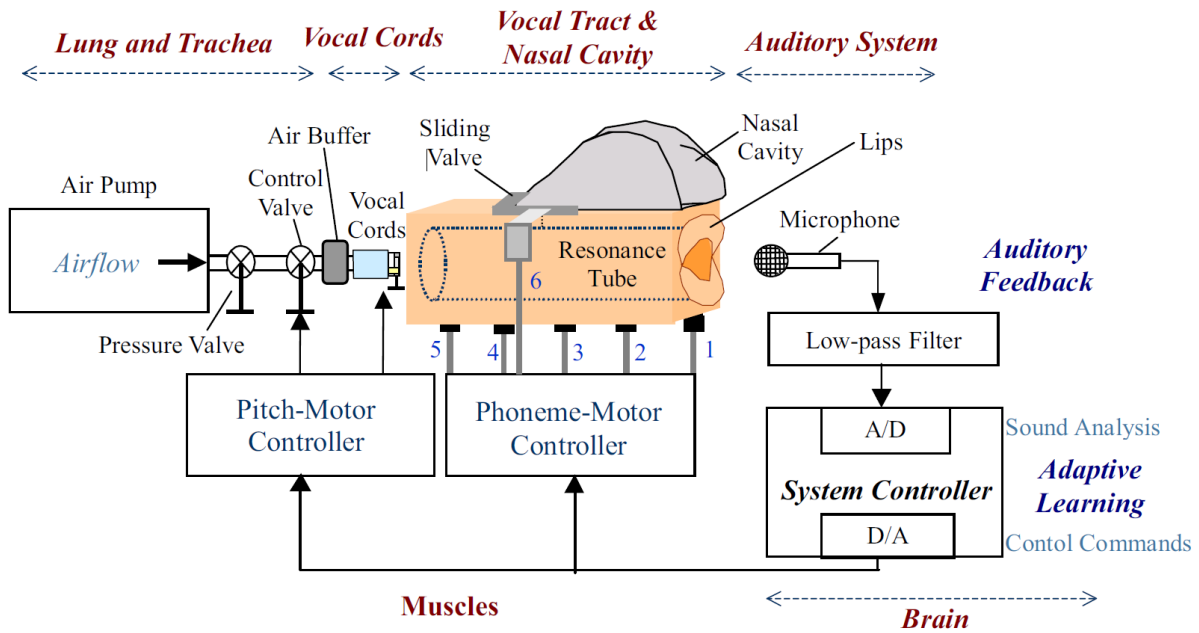 Lung and Trachea
Vocal Cords
Vocal Tract &
Nasal Cavity
Auditory System
Air Pump
Airflow
Pressure Valve
Control
Valve
Air Buffer
Vocal
Cords
Sliding
Valve
Nasal
Cavity
Lips
Resonance
Tube
Microphone
Auditory
Feedback
6
5
4
3
2
1
Low-pass Filter
Pitch-Motor
Controller
Phoneme-Motor
Controller
A/D
Sound Analysis
System Controller
Adaptive
Learning
D/A
Contol Commands
Muscles
Brain